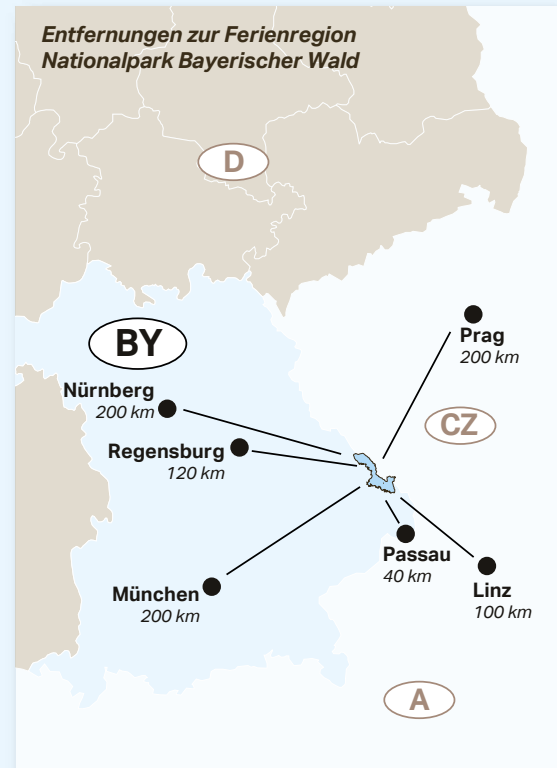 Entfernungen zur Ferienregion
Nationalpark Bayerischer Wald
D
BY
Prag
200 km
Nürnberg
200 km
CZ
Regensburg
120 km
Passau
40 km
München
200 km
Linz
100 km
A